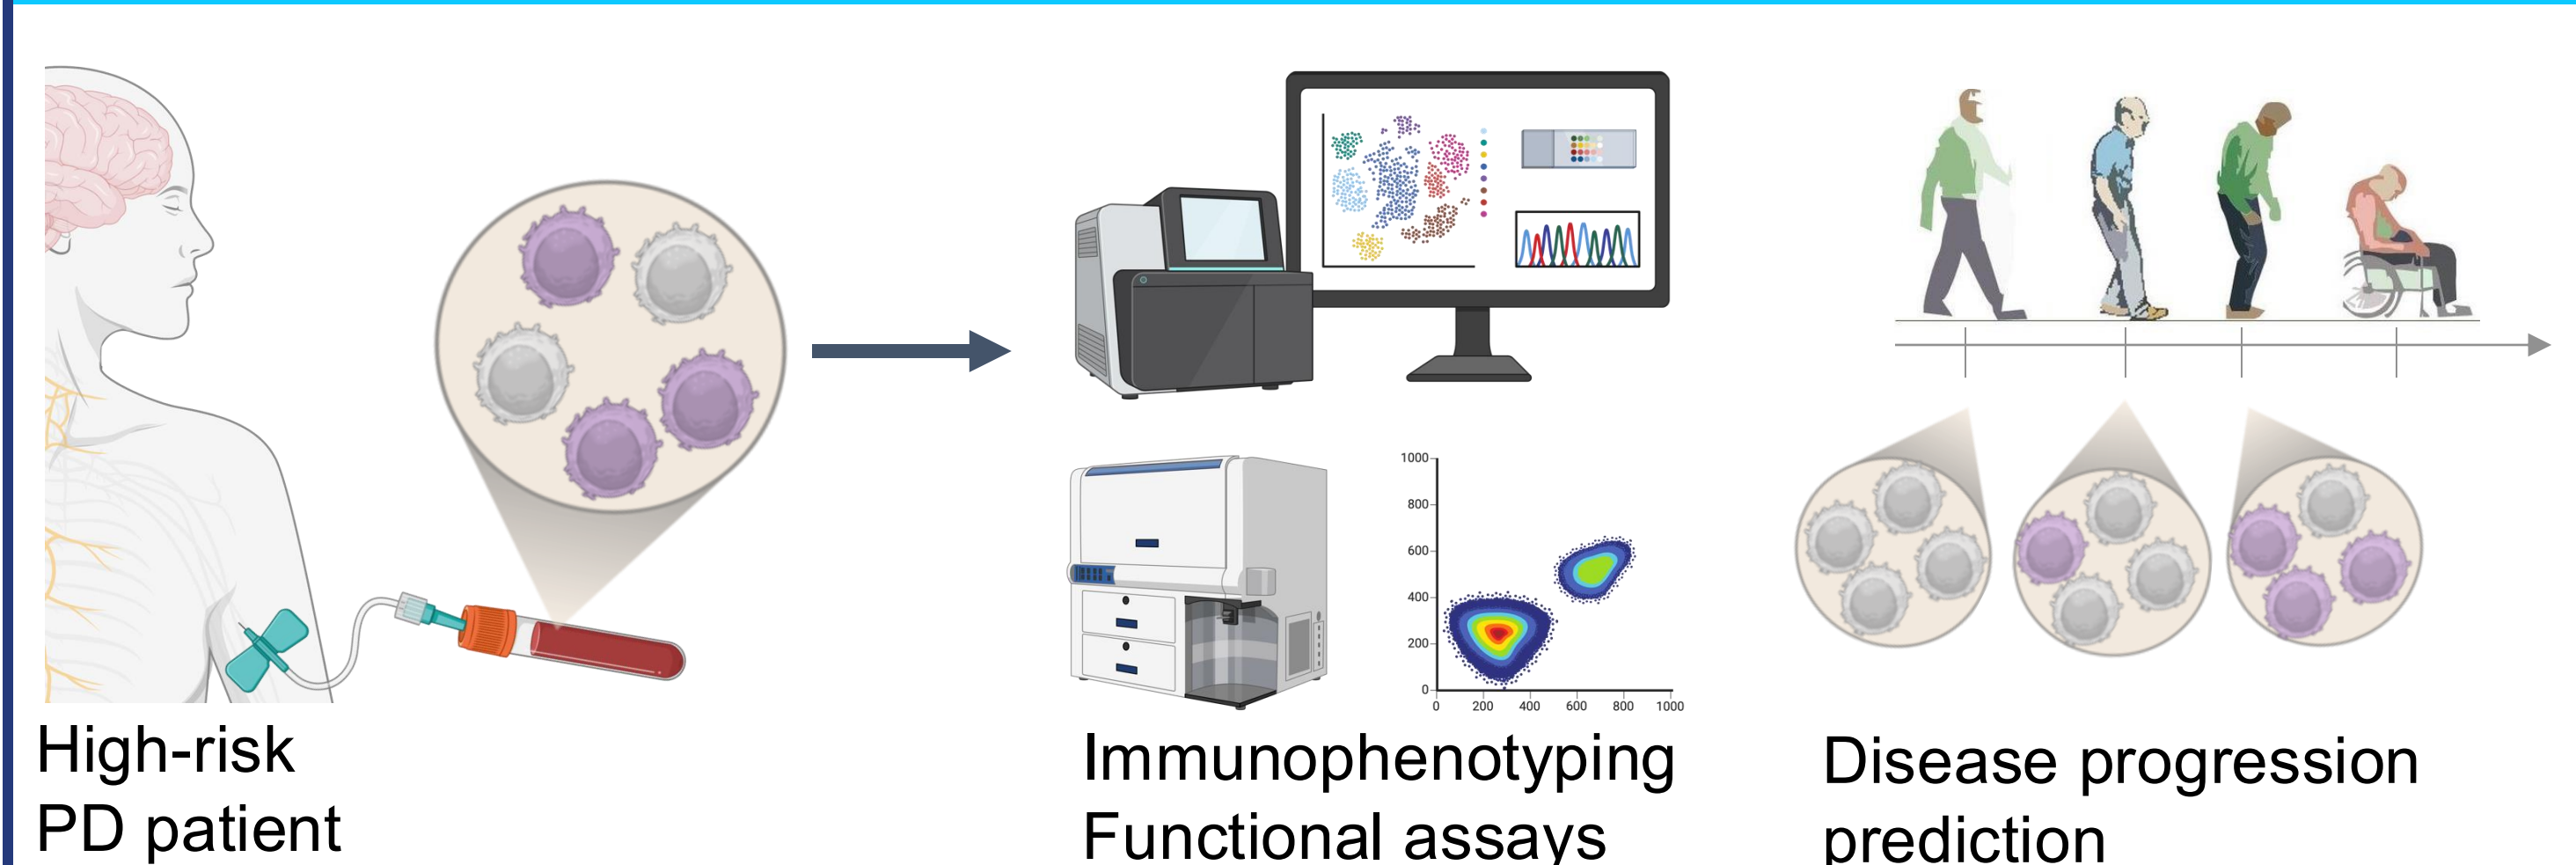 1000
800
600
400
200
0
0 200 400 600 800 1000
High-risk
PD patient
Immunophenotyping
Functional assays
Disease progression
prediction